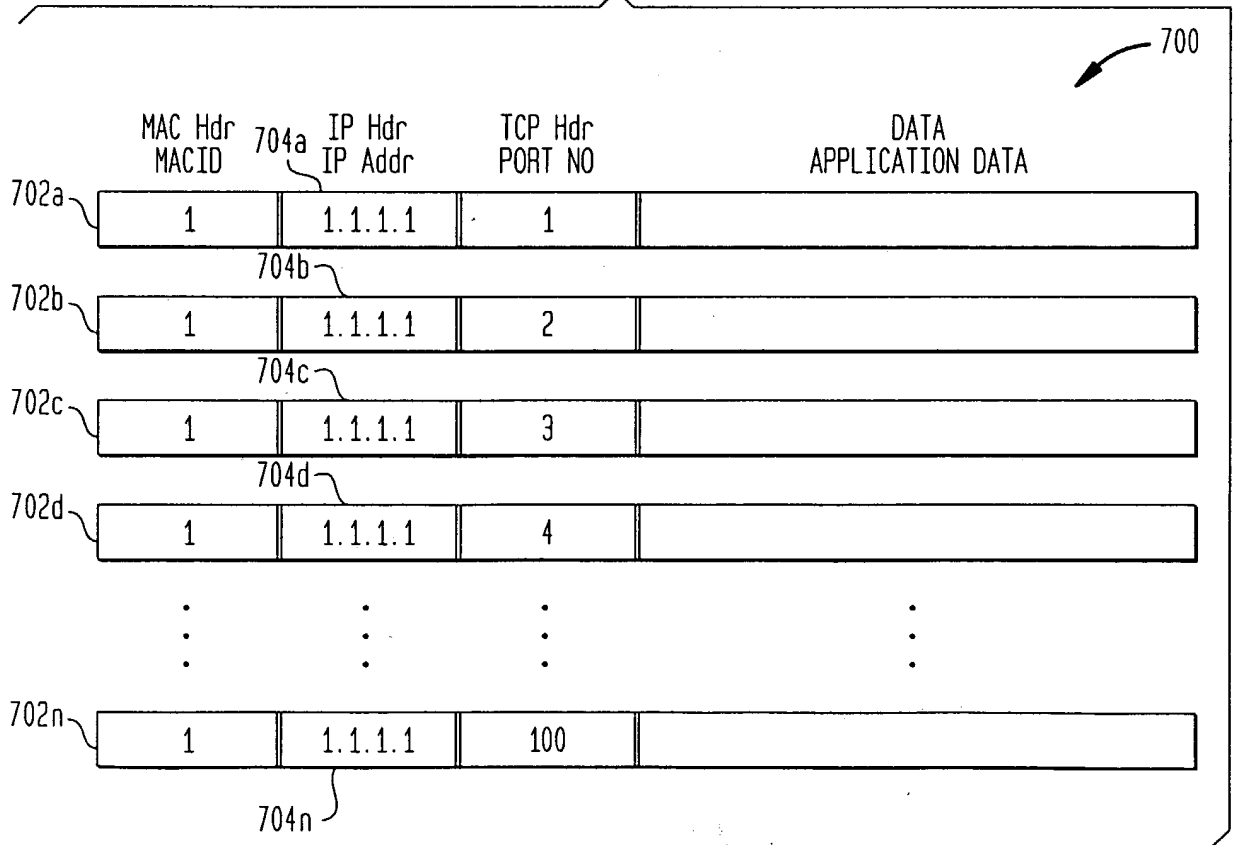 700
MAC Hdr 704a IP Hdr TCP Hdr DATA
MACID IP Addr PORT NO APPLICATION DATA
702a
1 1.1.1.1 1
704b
702b
1 1.1.1.1 2
704c
702c
1 1.1.1.1 3
704d
702d
1 1.1.1.1 4
702n
1 1.1.1.1 100
704n